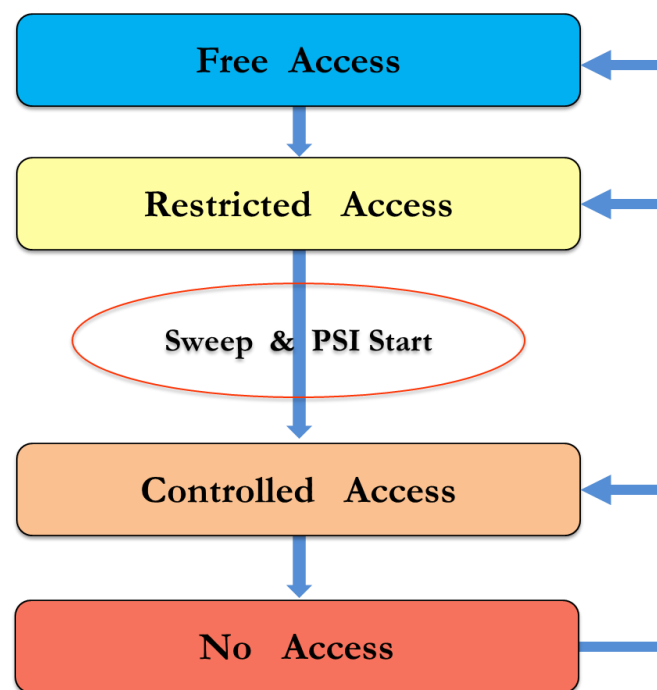 Free Access
Restricted Access
Sweep & PSI Start
Controlled Access
No Access